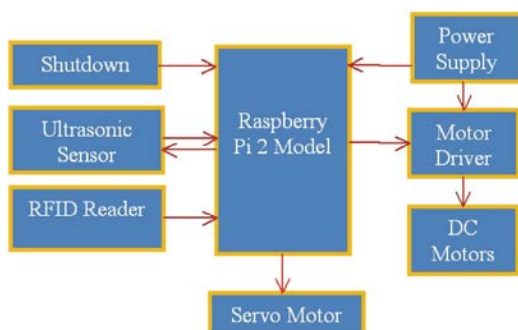 Shutdown
Ultrasonic
Sensor
RFID Reader
Raspberry
Pi 2 Model
Servo Motor
Power
Supply
Motor
Driver
DC
Motors